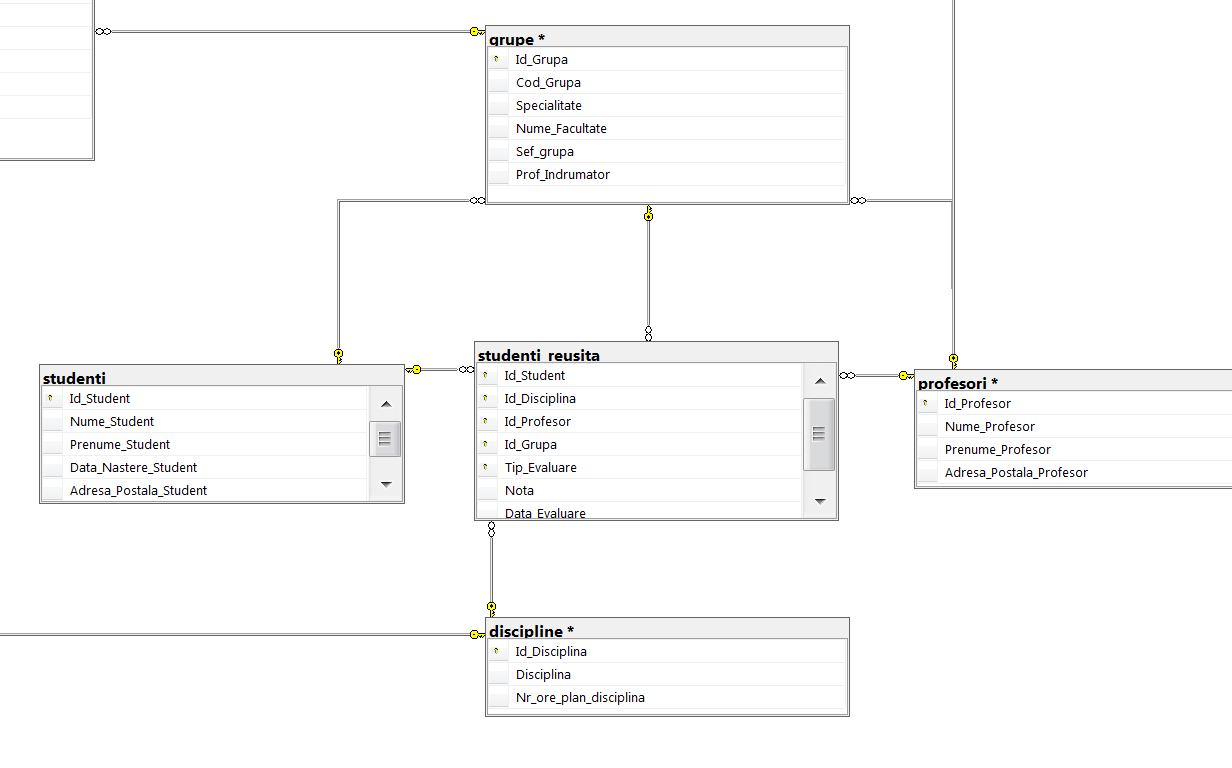 grupe *
Id_Grupa
Cod_Grupa
Specialitate
Nume_Facultate
Sef_grupa
Prof_Indrumator
studenti
Id_Student
Nume_Student
Prenume_Student
Data_Nastere_Student
Adresa_Postala_Student
studenti_reusita
Id_Student
Id_Disciplina
Id_Profesor
Id_Grupa
Tip_Evaluare
Nota
Data_Evaluare
profesori *
Id_Profesor
Nume_Profesor
Prenume_Profesor
Adresa_Postala_Profesor
discipline *
Id_Disciplina
Disciplina
Nr_ore_plan_disciplina